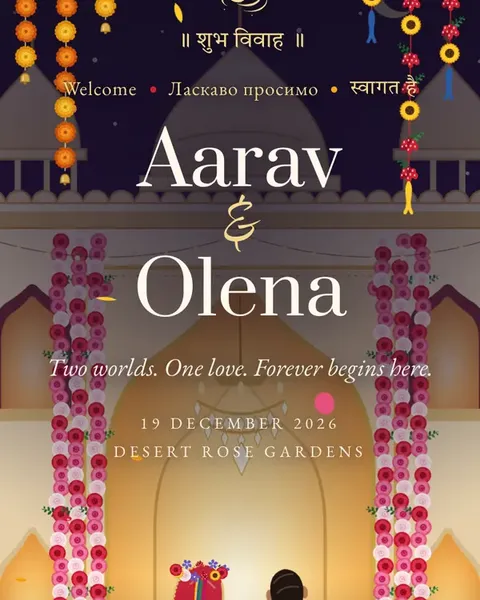 ॥ शुभ विवाह ॥
Welcome • Ласкаво просимо • स्वागत है
Aarav
&
Olena
Two worlds. One love. Forever begins here.
19 DECEMBER 2026
DESERT ROSE GARDENS